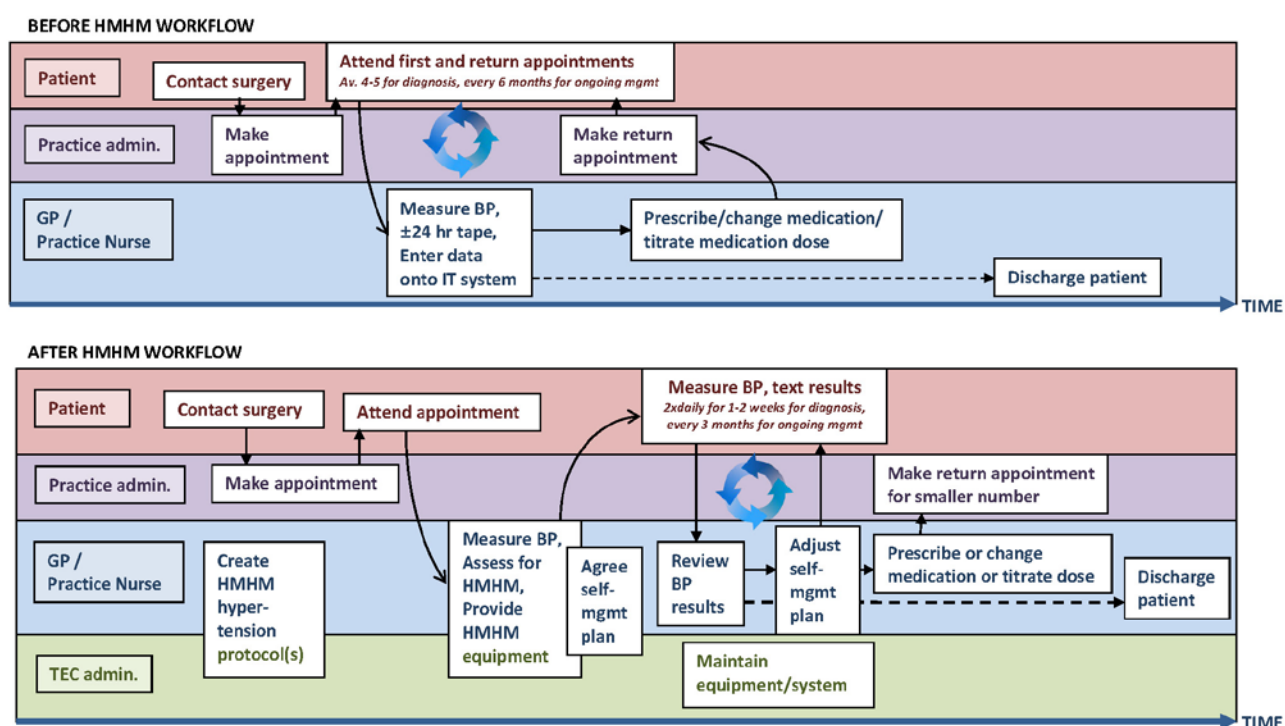 BEFORE HMHM WORKFLOW
Patient
Contact surgery
Attend first and return appointments
Av. 4-5 for diagnosis, every 6 months for ongoing mgmt
Practice admin.
Make
appointment
Make return
appointment
GP /
Practice Nurse
Measure BP,
±24 hr tape,
Enter data
onto IT system
Prescribe/change medication/
titrate medication dose
Discharge patient
TIME
AFTER HMHM WORKFLOW
Patient
Contact surgery
Attend appointment
Measure BP, text results
2xdaily for 1-2 weeks for diagnosis,
every 3 months for ongoing mgmt
Practice admin.
Make appointment
Make return appointment
for smaller number
GP /
Practice Nurse
Create
HMHM
hyper-
tension
protocol(s)
Measure BP,
Assess for
HMHM,
Provide
HMHM
equipment
Agree
self-
mgmt
plan
Review
BP
results
Adjust
self-
mgmt
plan
Prescribe or change
medication or titrate dose
Discharge
patient
TEC admin.
Maintain
equipment/system
TIME